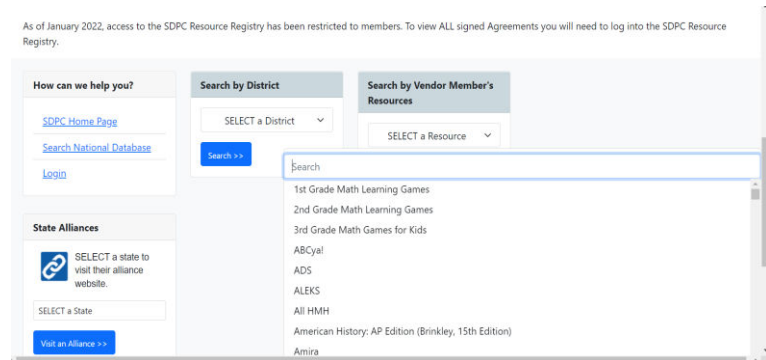 As of January 2022, access to the SDPC Resource Registry has been restricted to members. To view ALL signed Agreements you will need to log into the SDPC Resource
Registry.
How can we help you?
SDPC Home Page
Search National Database
Login
State Alliances
SELECT a state to
visit their alliance
website.
SELECT a State
Visit an Alliance >>
Search by District
SELECT a District
Search >>
Search by Vendor Member's
Resources
SELECT a Resource
Search
1st Grade Math Learning Games
2nd Grade Math Learning Games
3rd Grade Math Games for Kids
ABCya!
ADS
ALEKS
All HMH
American History: AP Edition (Brinkley, 15th Edition)
Amira